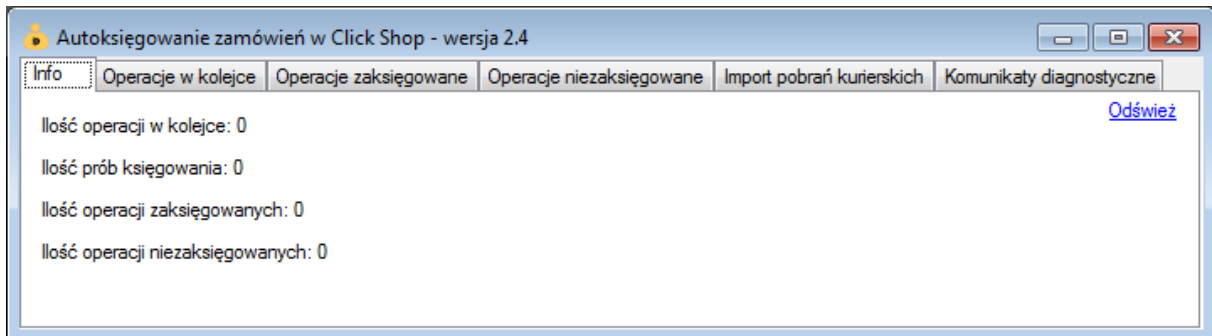 Autoksięgowanie zamówień w Click Shop - wersja 2.4
Info Operacje w kolejce Operacje zaksięgowane Operacje niezaksięgowane Import pobrań kurierskich Komunikaty diagnostyczne
Odśwież
Ilość operacji w kolejce: 0
Ilość prób księgowania: 0
Ilość operacji zaksięgowanych: 0
Ilość operacji niezaksięgowanych: 0